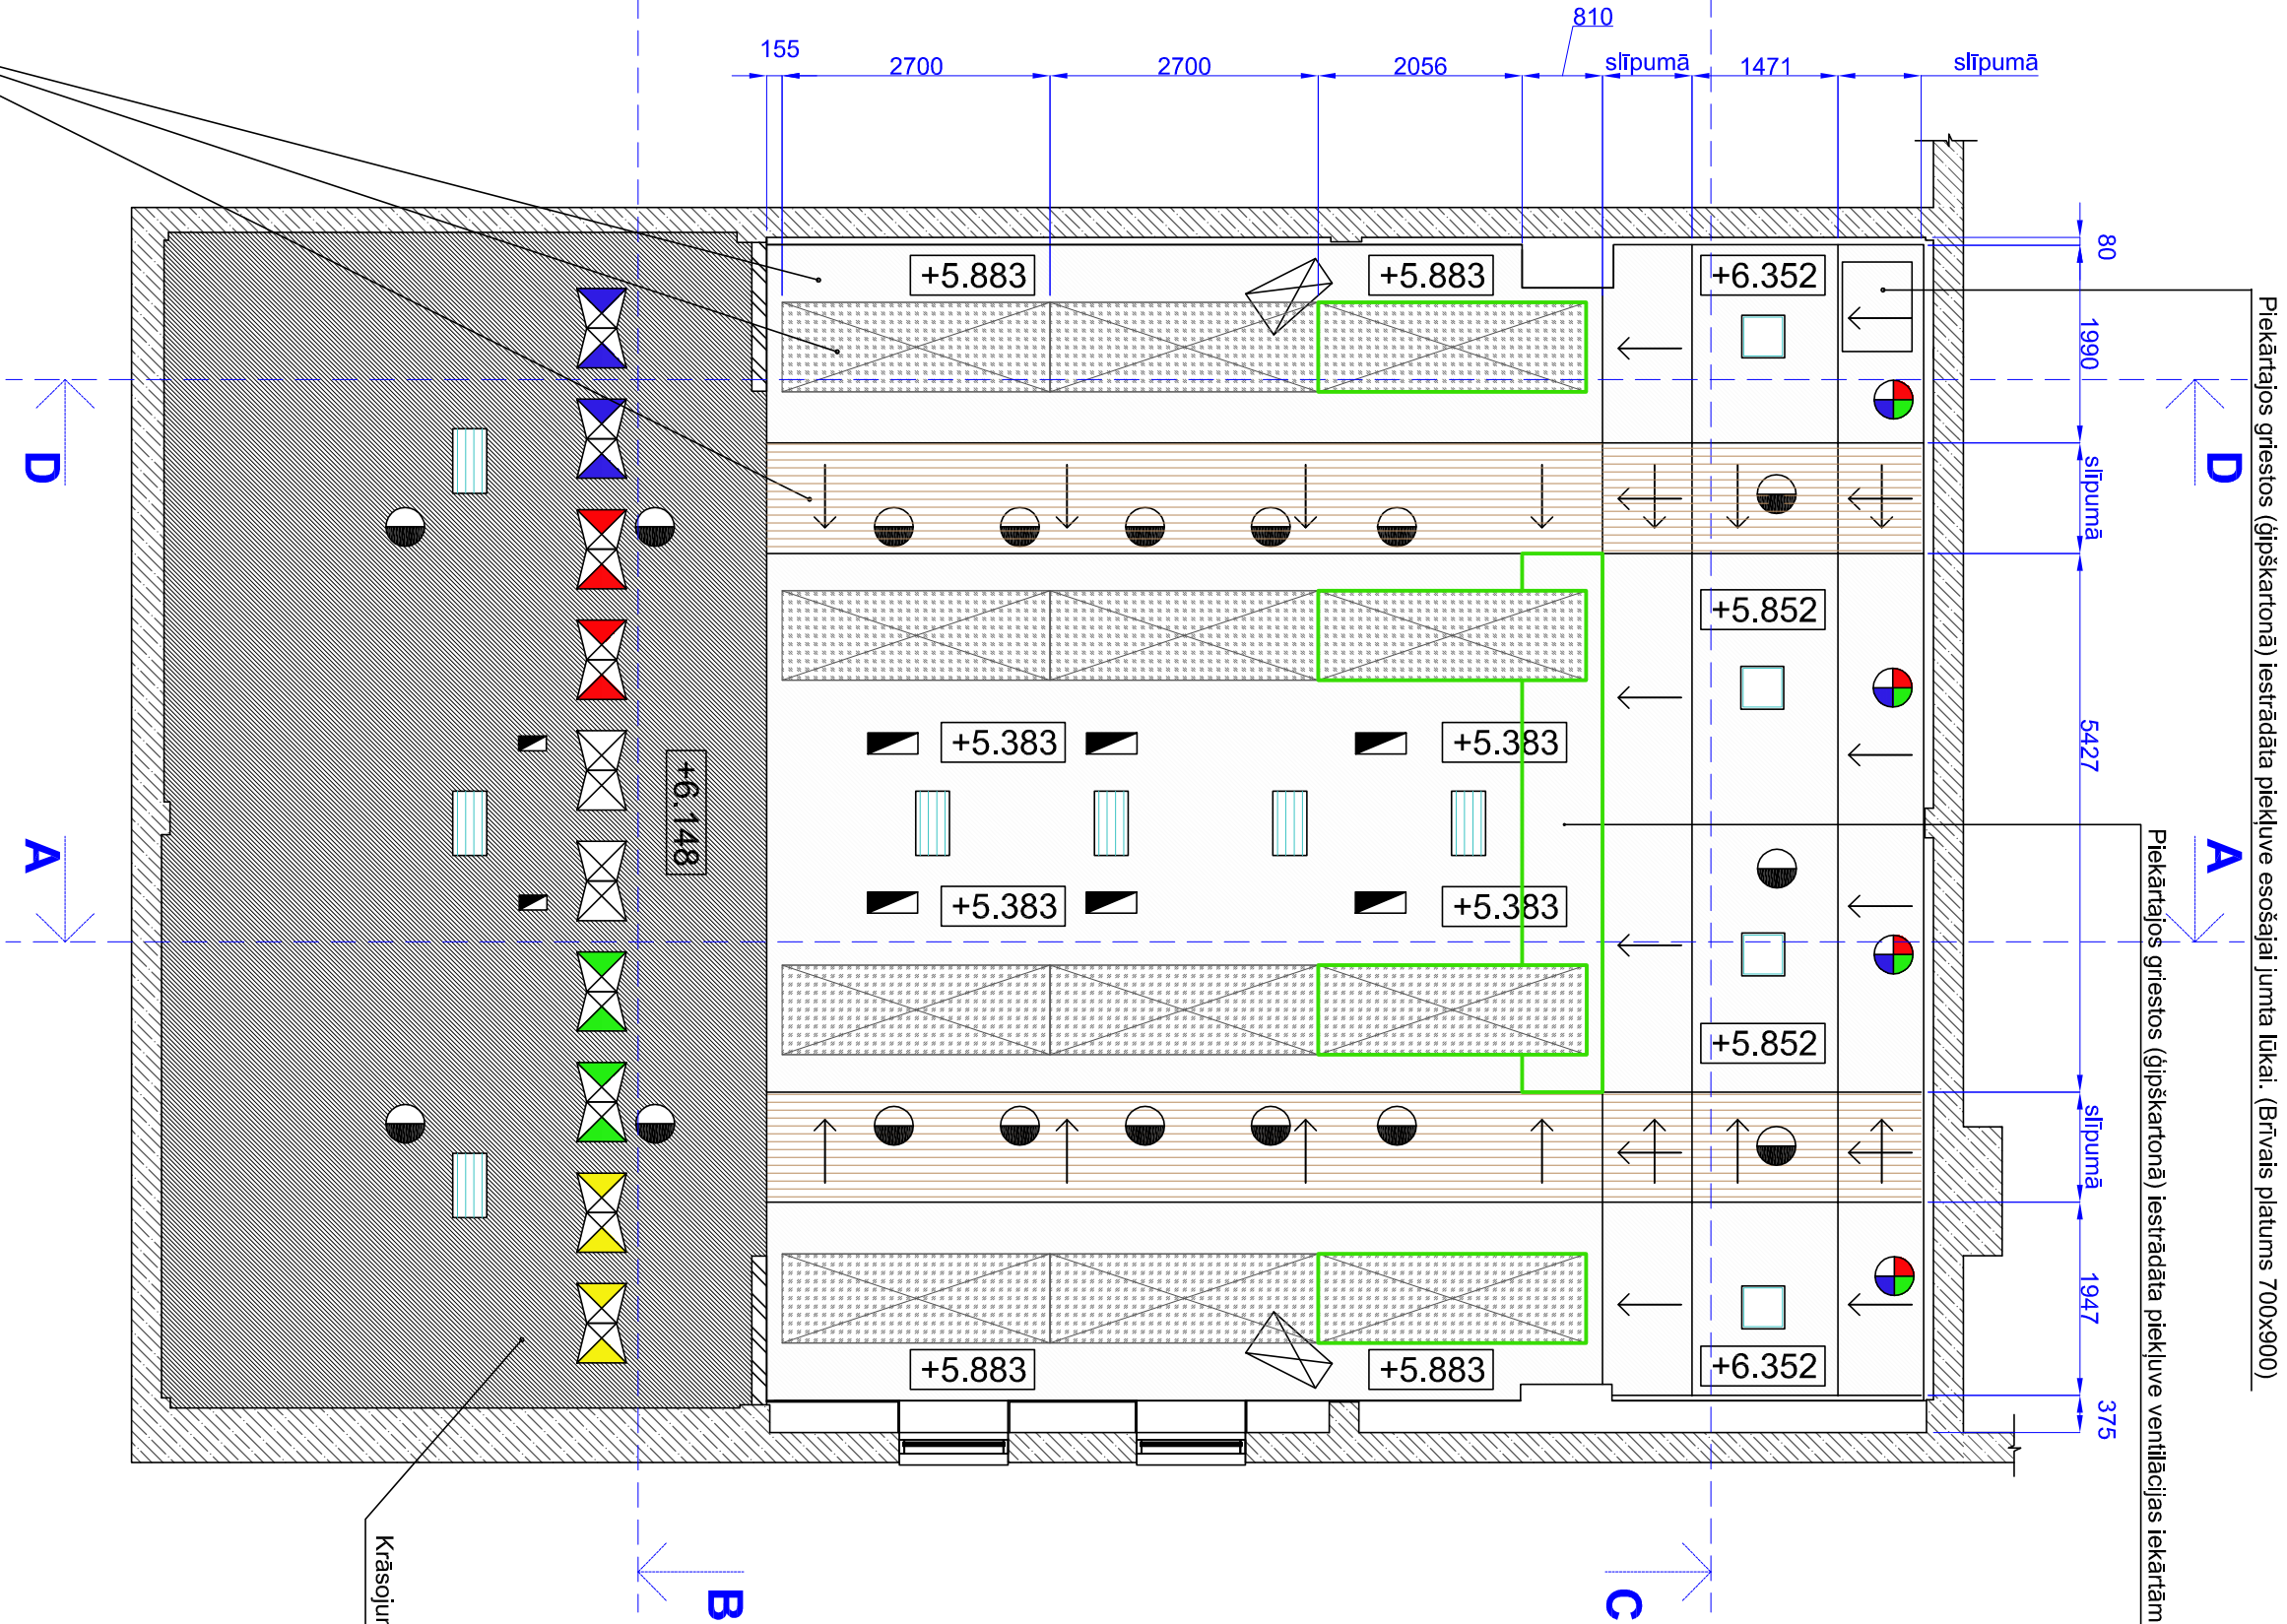 810
155
2700
2700
2056
slīpumā
1471
slīpumā
80
1990
slīpumā
5427
slīpumā
1947
375
+5.883
+5.883
+6.352
D
D
+5.852
+5.383
+5.383
+6.148
A
A
+5.383
+5.383
+5.852
+5.883
+5.883
+6.352
B
C
Piekārtajos griestos (ģipškartonā) iestrādāta piekļuve esošajai jumta lūkai. (Brīvais platums 700x900)
Piekārtajos griestos (ģipškartonā) iestrādāta piekļuve ventilācijas iekārtām